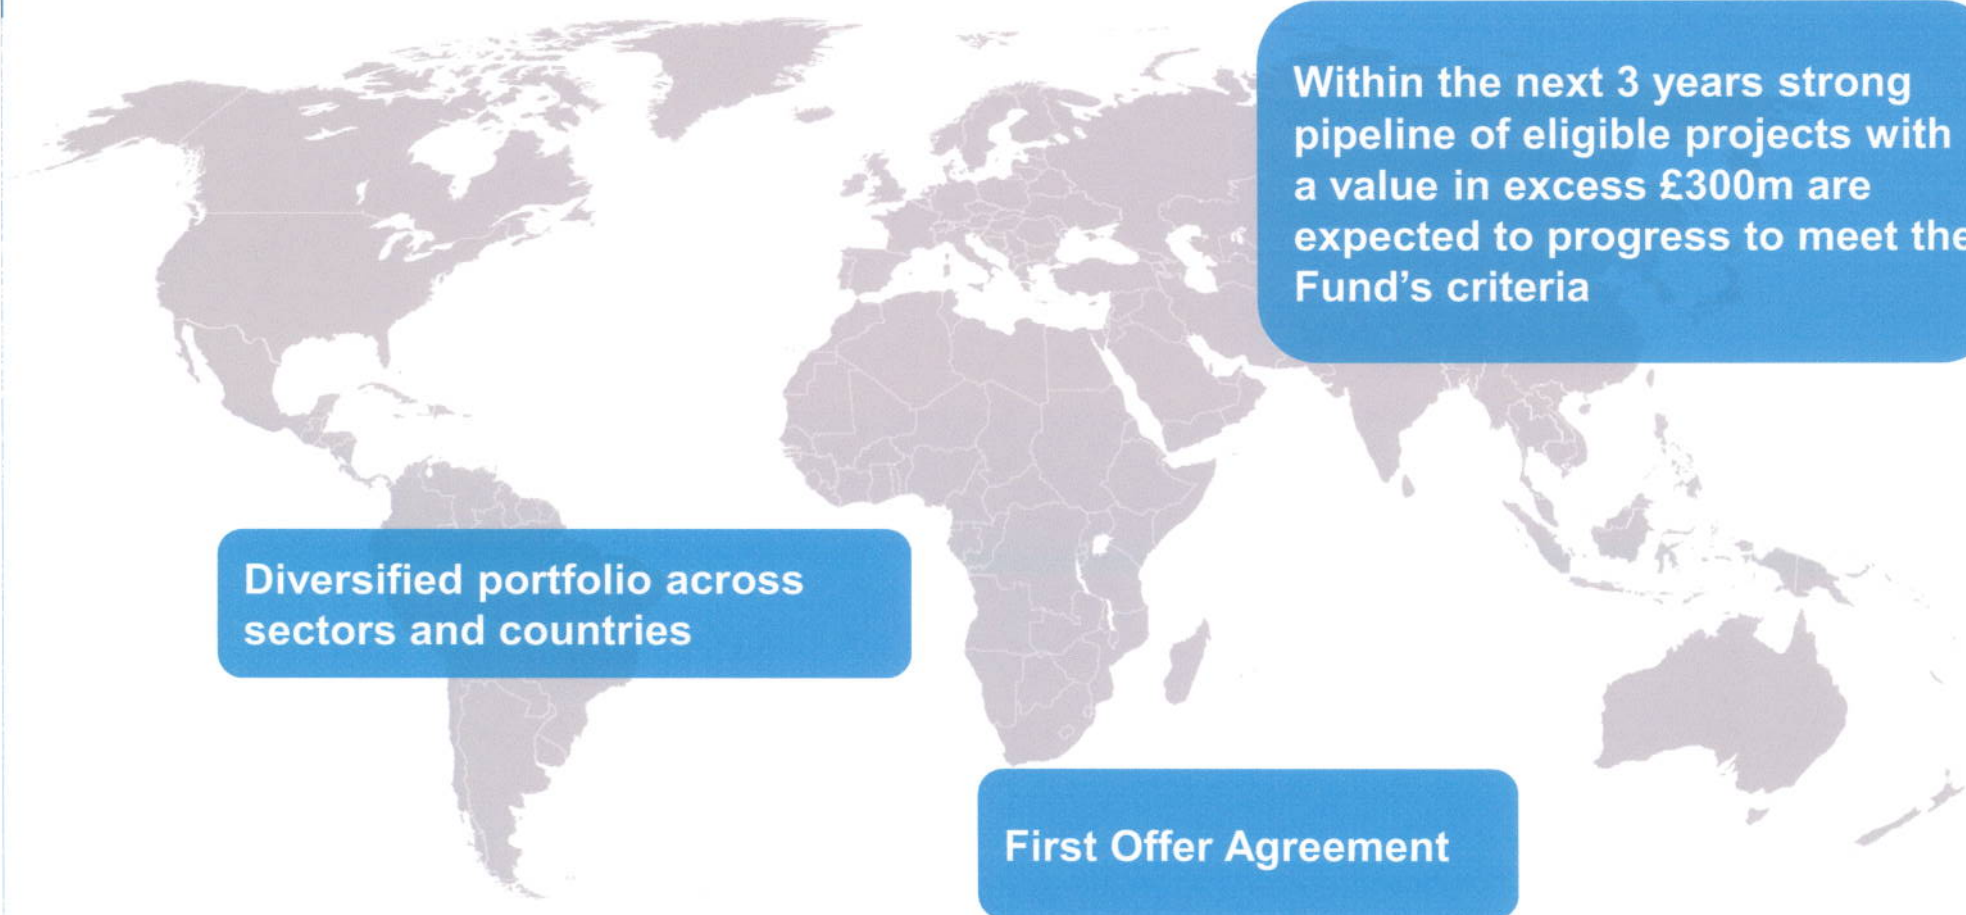 Within the next 3 years strong
pipeline of eligible projects with
a value in excess £300m are
expected to progress to meet the
Fund's criteria
Diversified portfolio across
sectors and countries
First Offer Agreement